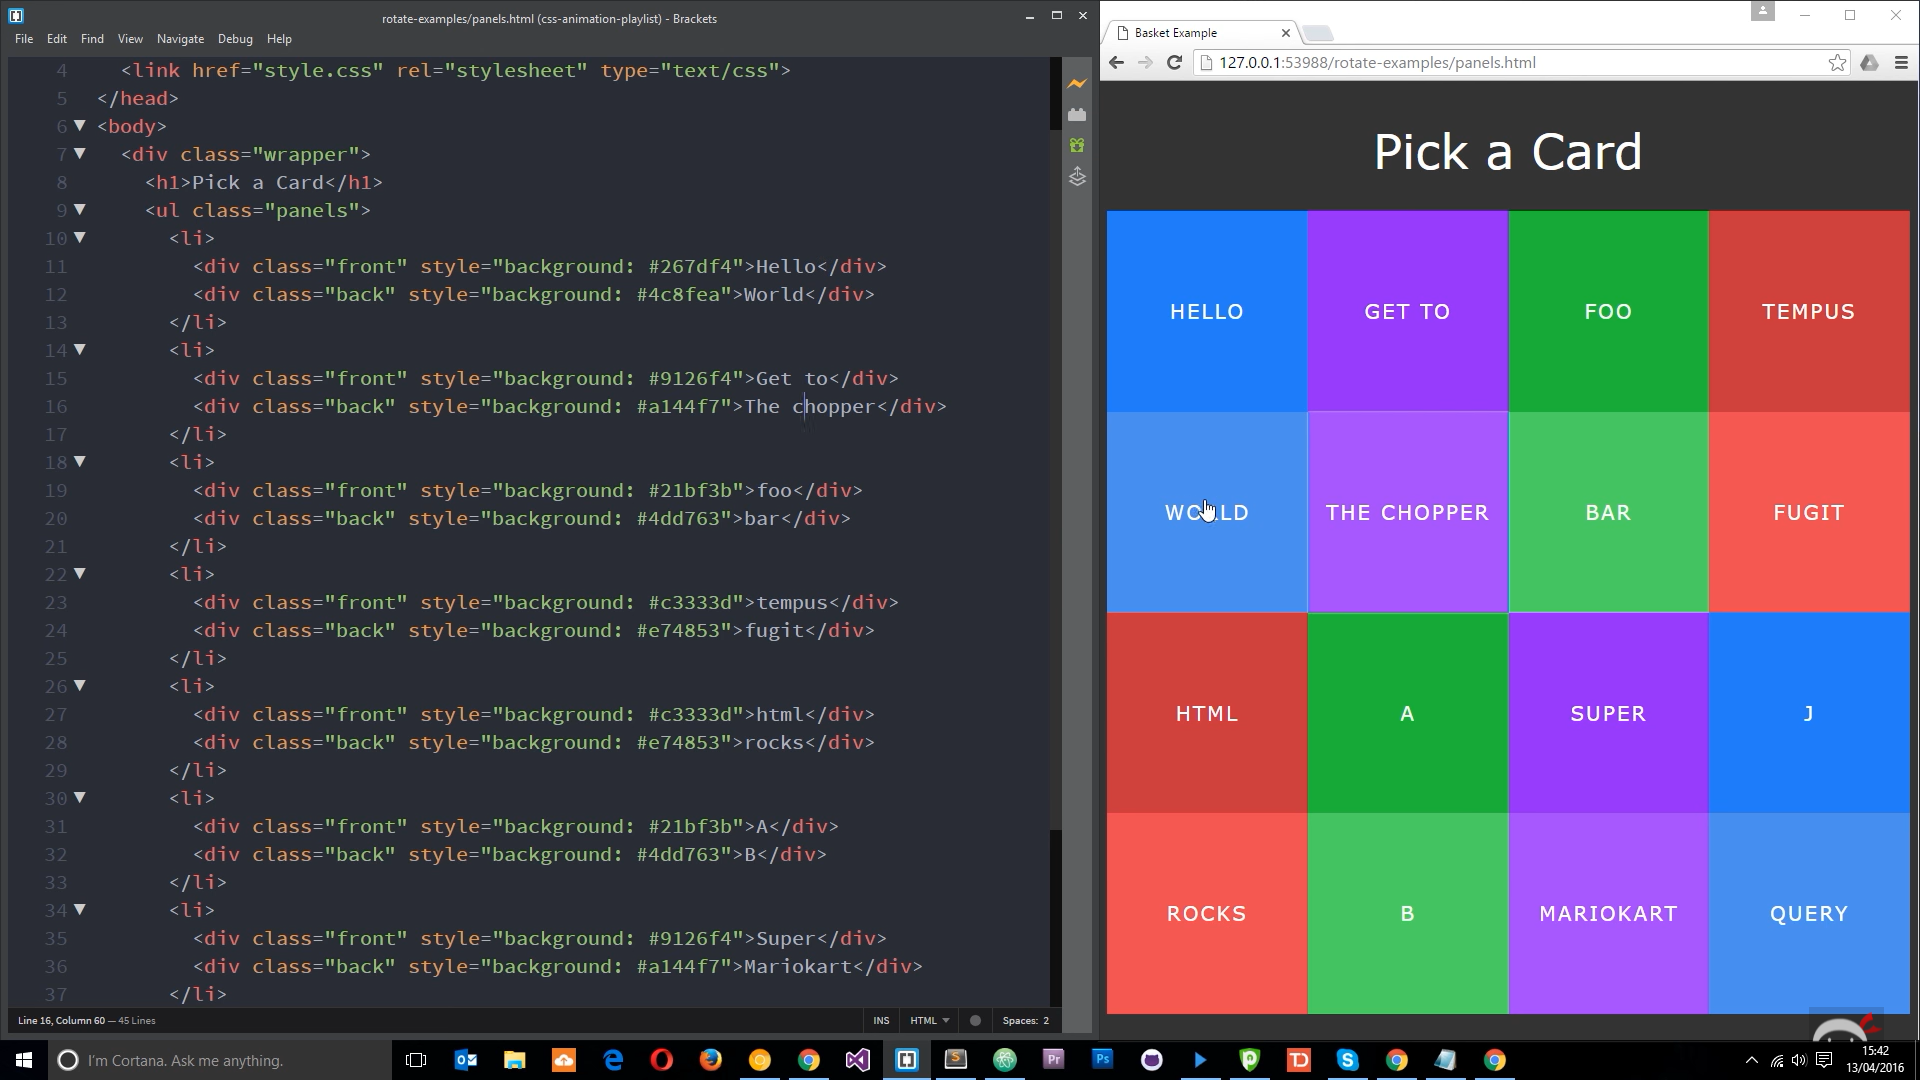 rotate-examples/panels.html (css-animation-playlist) - Brackets
File Edit Find View Navigate Debug Help
4 <link href="style.css" rel="stylesheet" type="text/css">
5 </head>
6 <body>
7 <div class="wrapper">
8 <h1>Pick a Card</h1>
9 <ul class="panels">
10 <li>
11 <div class="front" style="background: #267df4">Hello</div>
12 <div class="back" style="background: #4c8fea">World</div>
13 </li>
14 <li>
15 <div class="front" style="background: #9126f4">Get to</div>
16 <div class="back" style="background: #a144f7">The chopper</div>
17 </li>
18 <li>
19 <div class="front" style="background: #21bf3b">foo</div>
20 <div class="back" style="background: #4dd763">bar</div>
21 </li>
22 <li>
23 <div class="front" style="background: #c3333d">tempus</div>
24 <div class="back" style="background: #e74853">fugit</div>
25 </li>
26 <li>
27 <div class="front" style="background: #c3333d">html</div>
28 <div class="back" style="background: #e74853">rocks</div>
29 </li>
30 <li>
31 <div class="front" style="background: #21bf3b">A</div>
32 <div class="back" style="background: #4dd763">B</div>
33 </li>
34 <li>
35 <div class="front" style="background: #9126f4">Super</div>
36 <div class="back" style="background: #a144f7">Mariokart</div>
37 </li>
Line 16, Column 60 — 45 Lines
INS HTML Spaces: 2
Basket Example
127.0.0.1:53988/rotate-examples/panels.html
Pick a Card
HELLO GET TO FOO TEMPUS
WORLD THE CHOPPER BAR FUGIT
HTML A SUPER J
ROCKS B MARIOKART QUERY
I'm Cortana. Ask me anything.
Pr Ps TD
15:42
13/04/2016